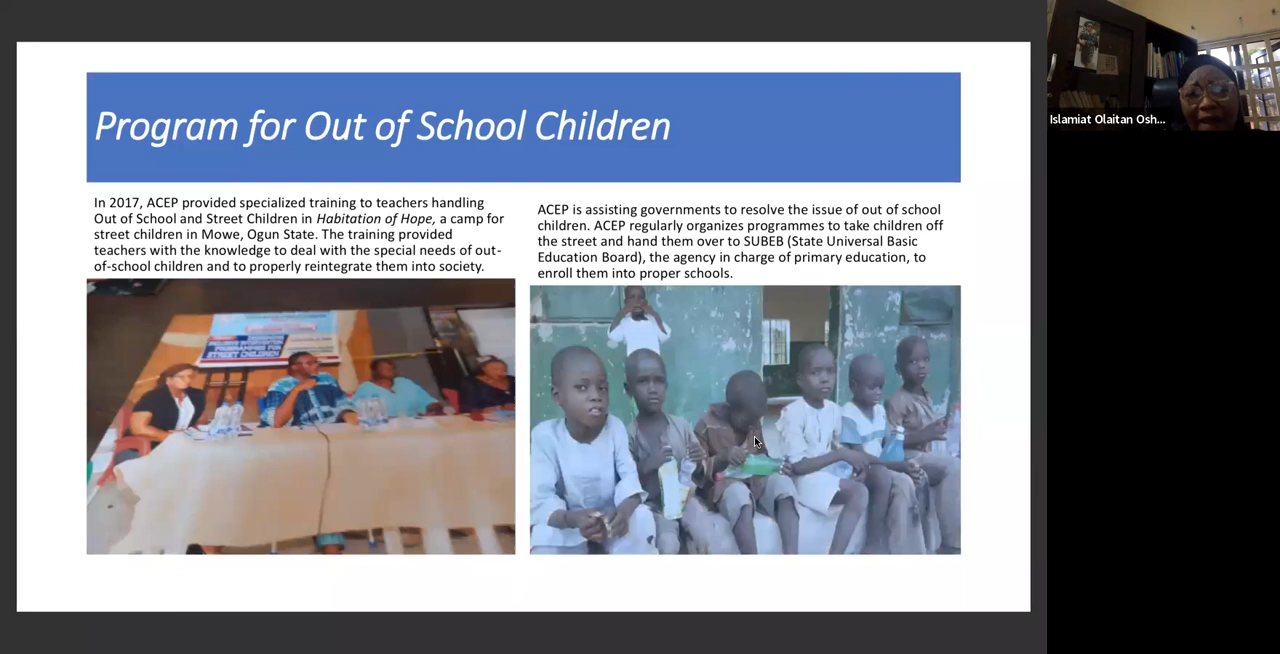 Program for Out of School Children
In 2017, ACEP provided specialized training to teachers handling
Out of School and Street Children in Habitation of Hope, a camp for
street children in Mowe, Ogun State. The training provided
teachers with the knowledge to deal with the special needs of out-
of-school children and to properly reintegrate them into society.
ACEP is assisting governments to resolve the issue of out of school
children. ACEP regularly organizes programmes to take children off
the street and hand them over to SUBEB (State Universal Basic
Education Board), the agency in charge of primary education, to
enroll them into proper schools.
STREET CHILDREN
Islamiat Olaitan Osh...